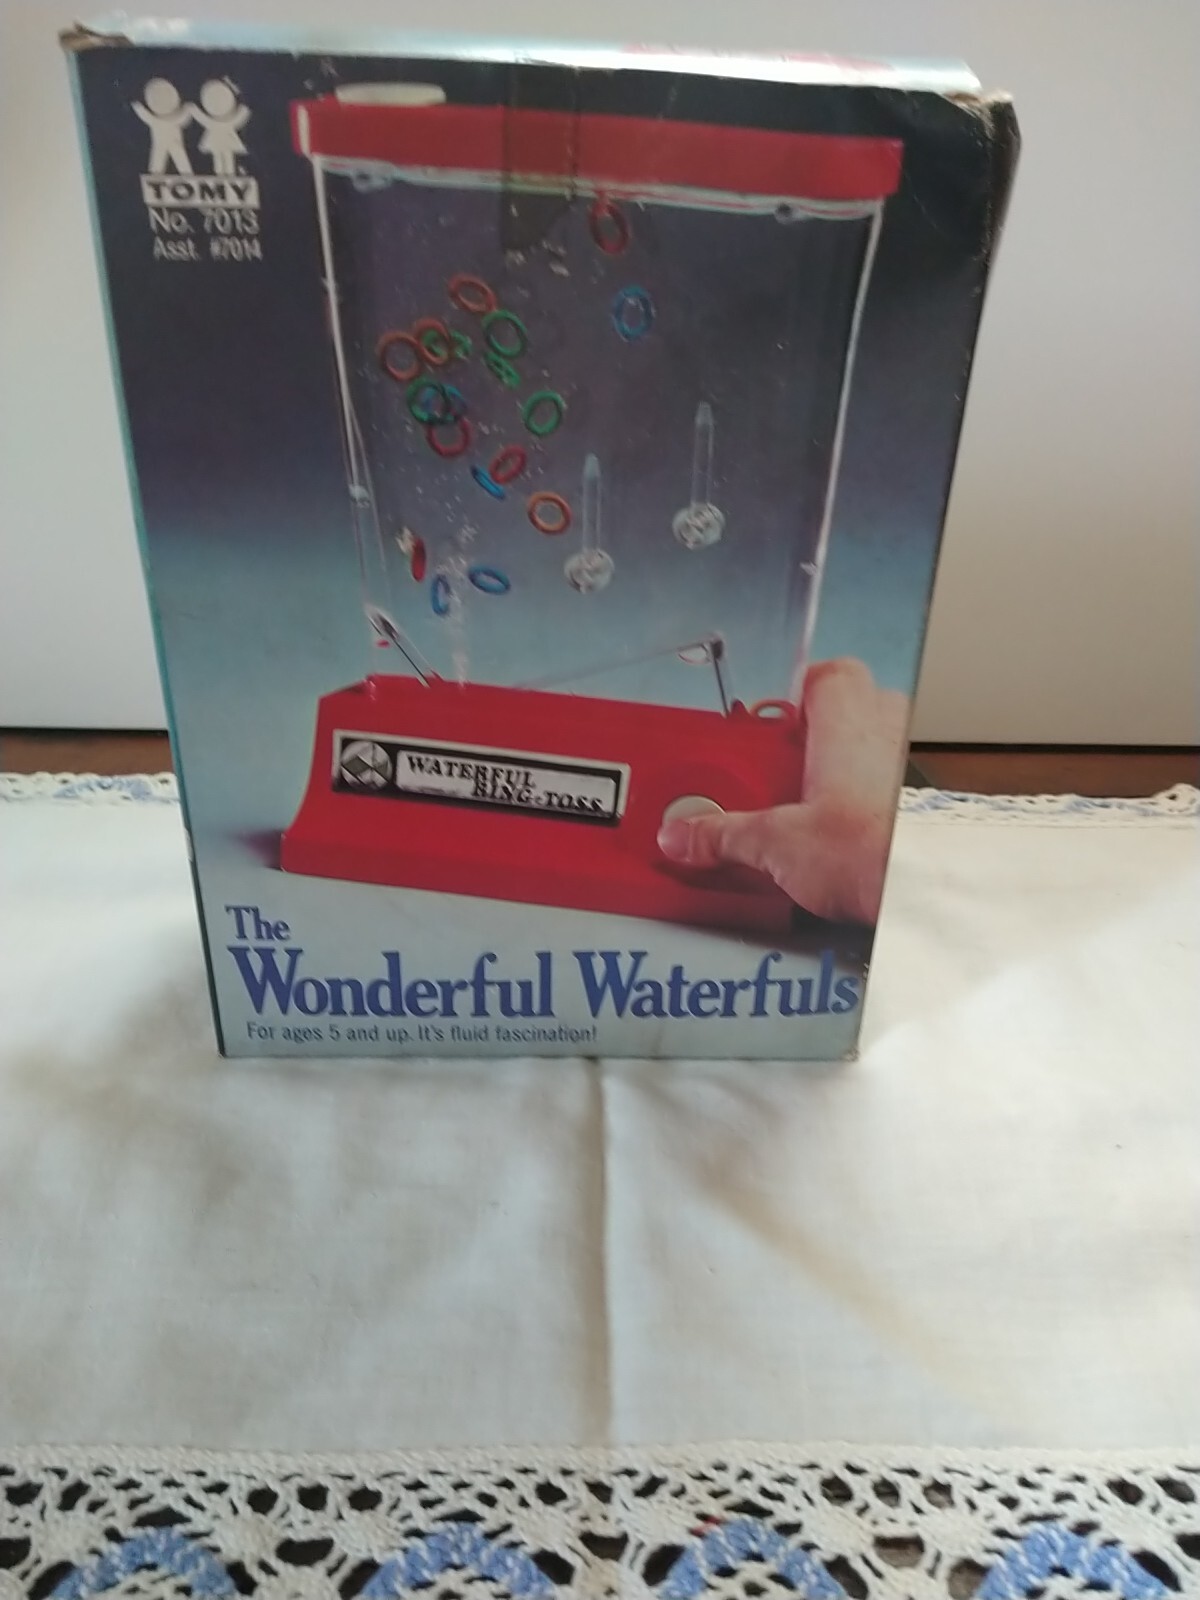 TOMY
No. 7013
Asst. #7014
WATERFUL
RING-TOSS
The
Wonderful Waterfuls
For ages 5 and up. It's fluid fascination!